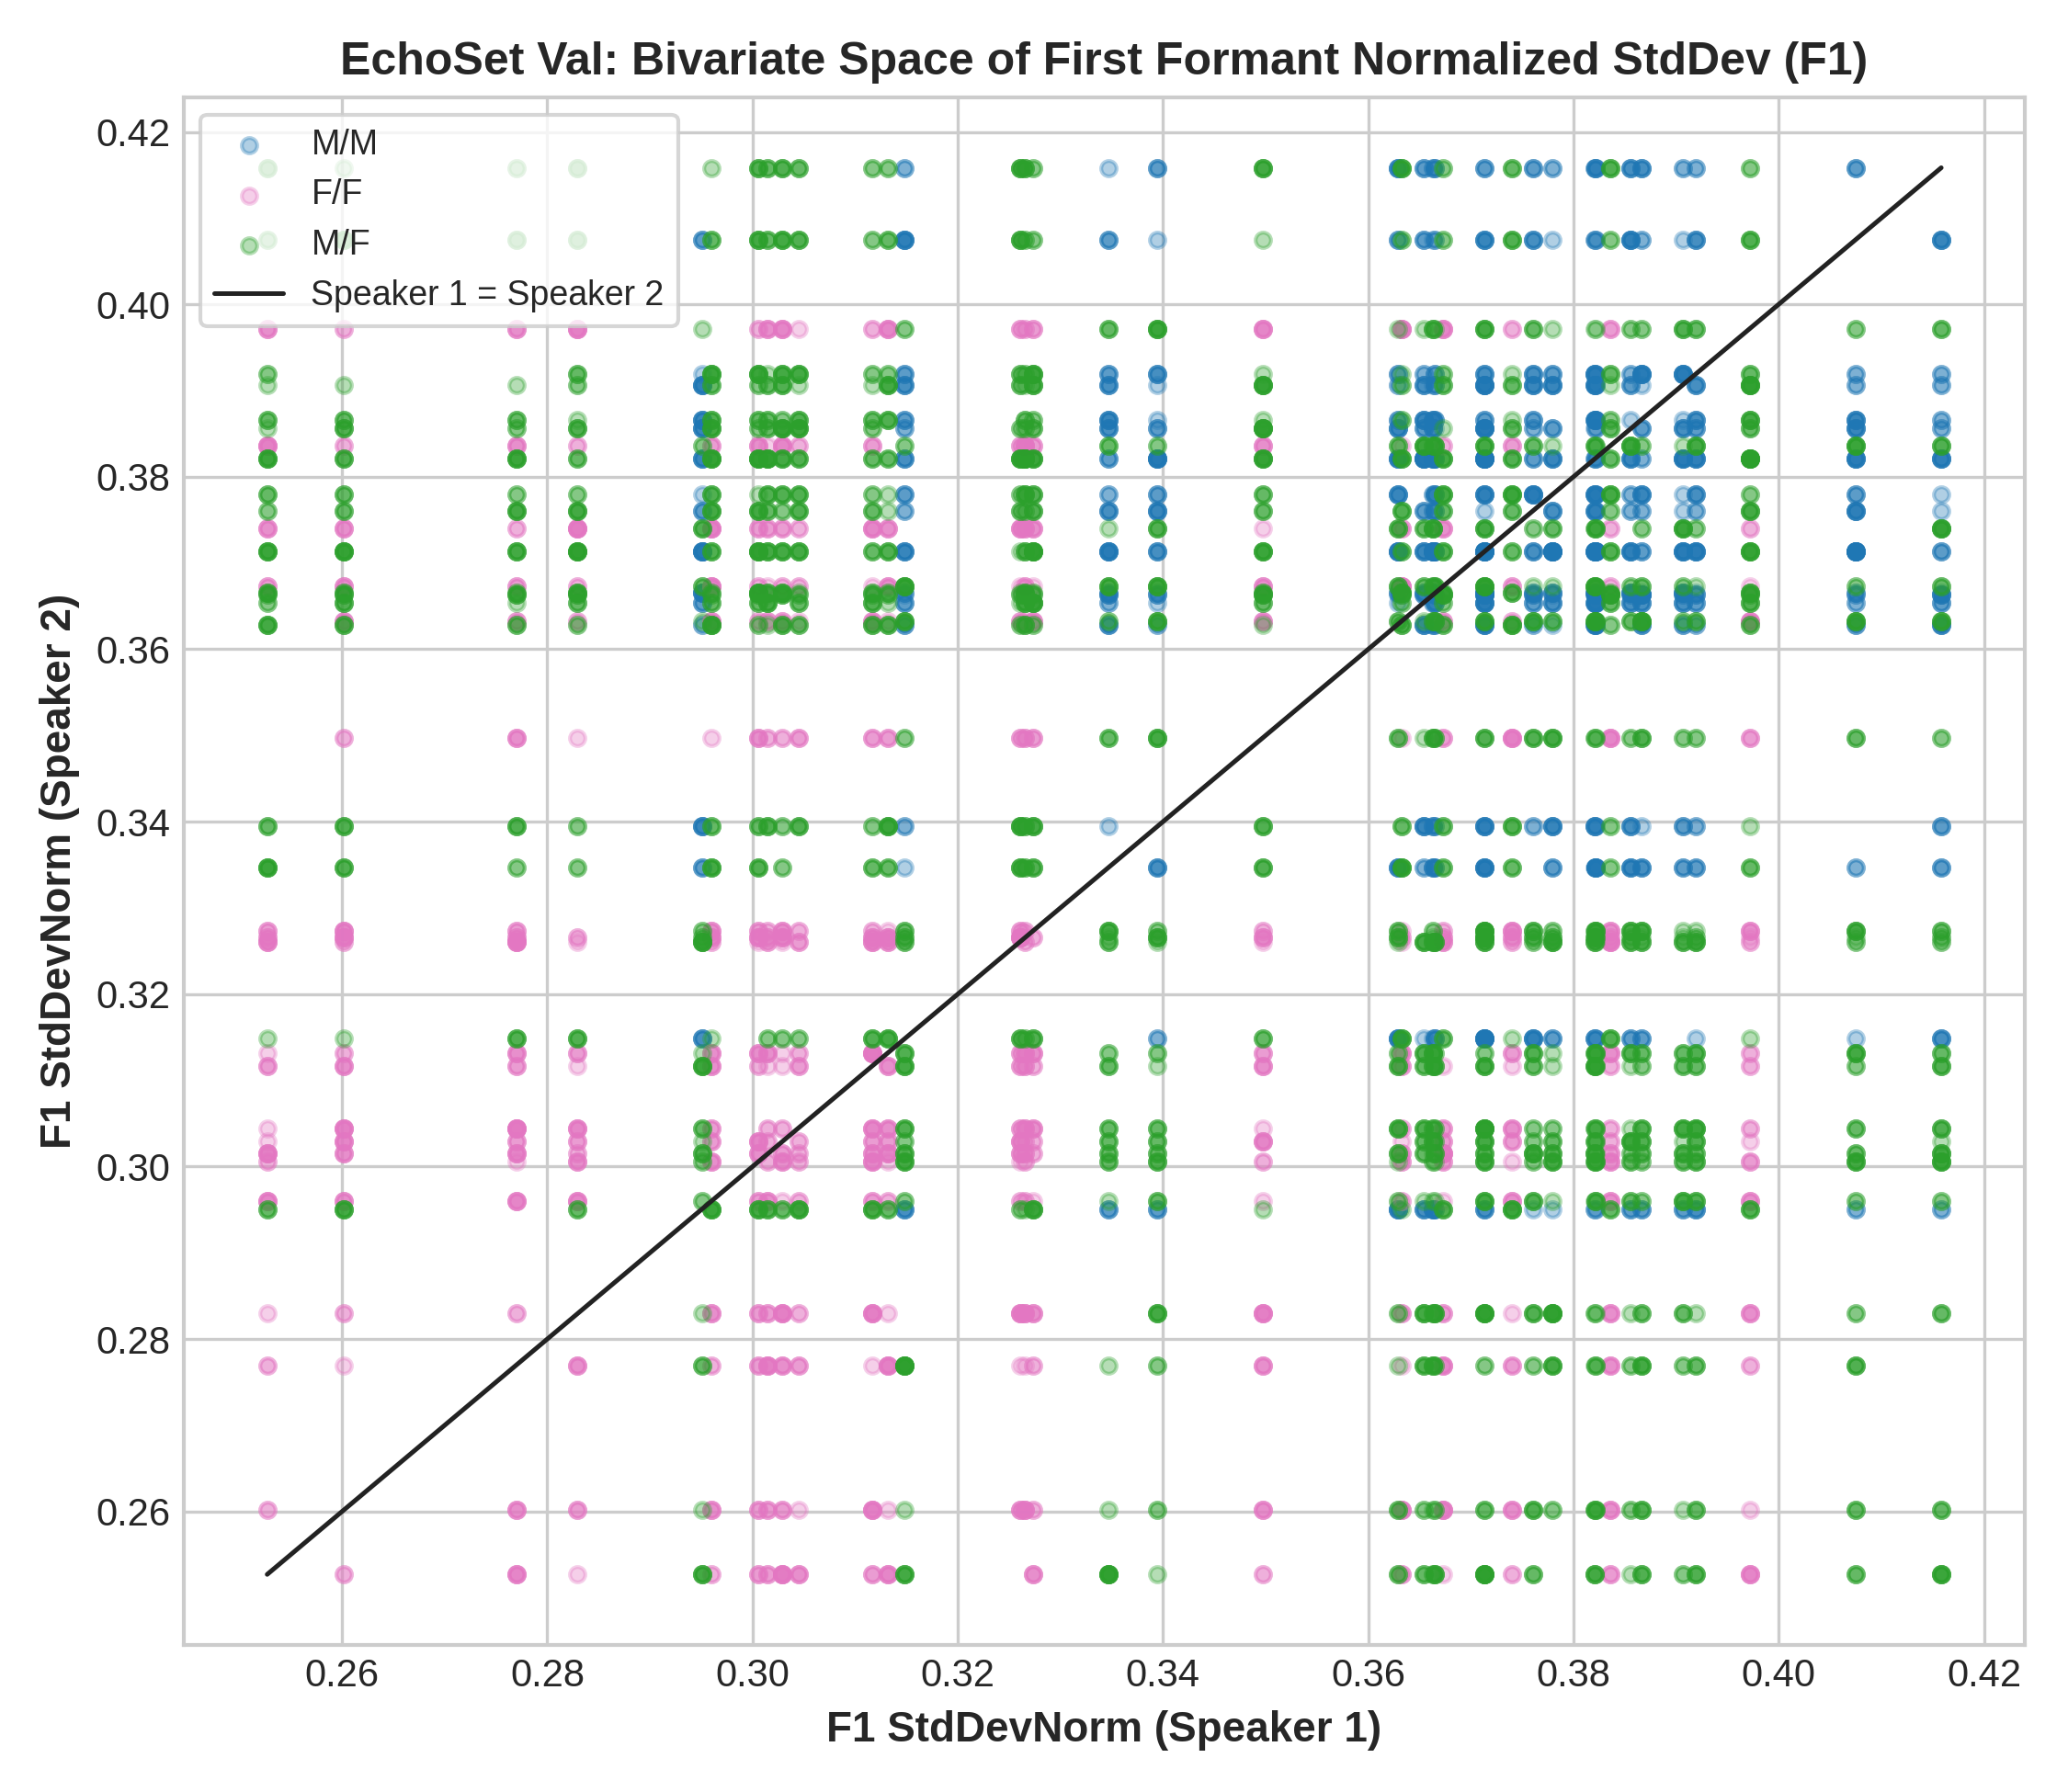 EchoSet Val: Bivariate Space of First Formant Normalized StdDev (F1)
M/M
F/F
M/F
Speaker 1 = Speaker 2
0.42
0.40
0.38
0.36
0.34
0.32
0.30
0.28
0.26
F1 StdDevNorm (Speaker 2)
0.26 0.28 0.30 0.32 0.34 0.36 0.38 0.40 0.42
F1 StdDevNorm (Speaker 1)